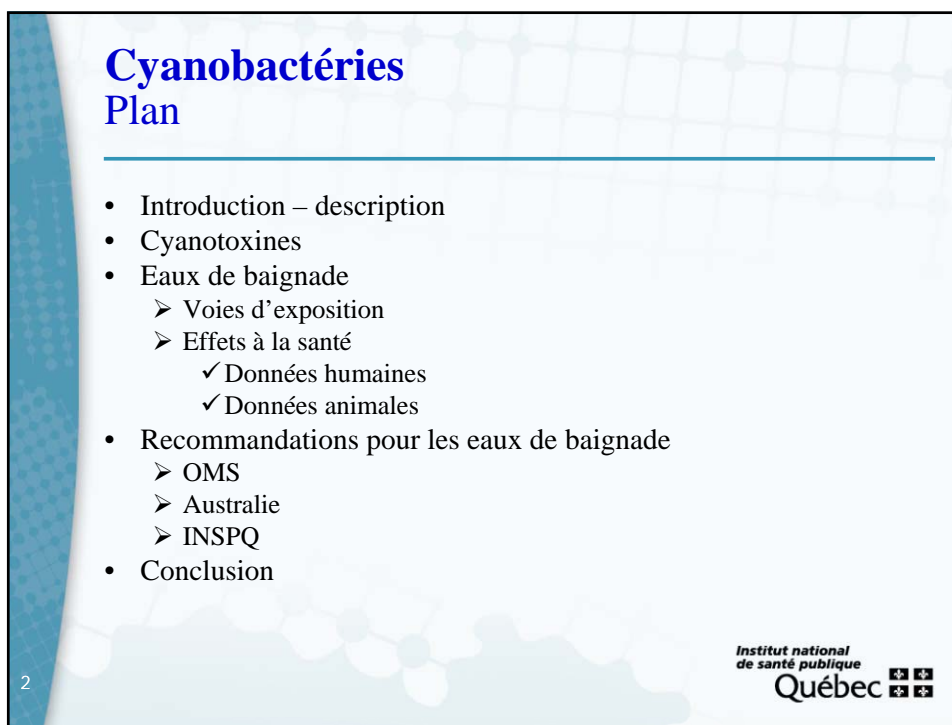 Cyanobactéries
Plan
• Introduction – description
• Cyanotoxines
• Eaux de baignade
➢ Voies d’exposition
➢ Effets à la santé
✓ Données humaines
✓ Données animales
• Recommandations pour les eaux de baignade
➢ OMS
➢ Australie
➢ INSPQ
• Conclusion
2
Institut national
de santé publique
Québec